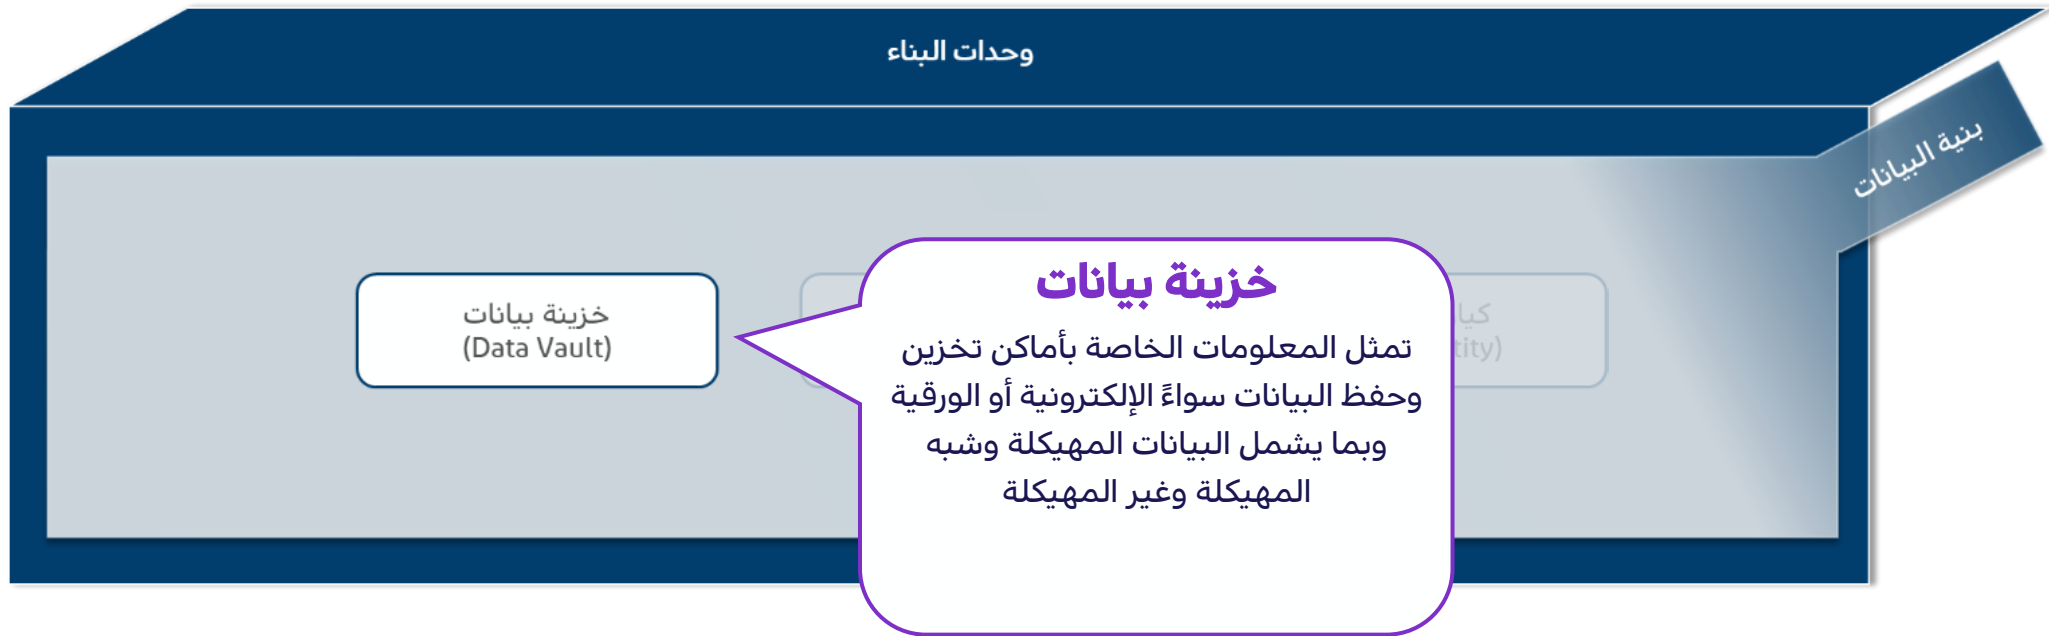 وحدات البناء
بنية البيانات
خزينة بيانات
تمثل المعلومات الخاصة بأماكن تخزين
وحفظ البيانات سواءً الإلكترونية أو الورقية
وبما يشمل البيانات المهيكلة وشبه
المهيكلة وغير المهيكلة
خزينة بيانات
(Data Vault)